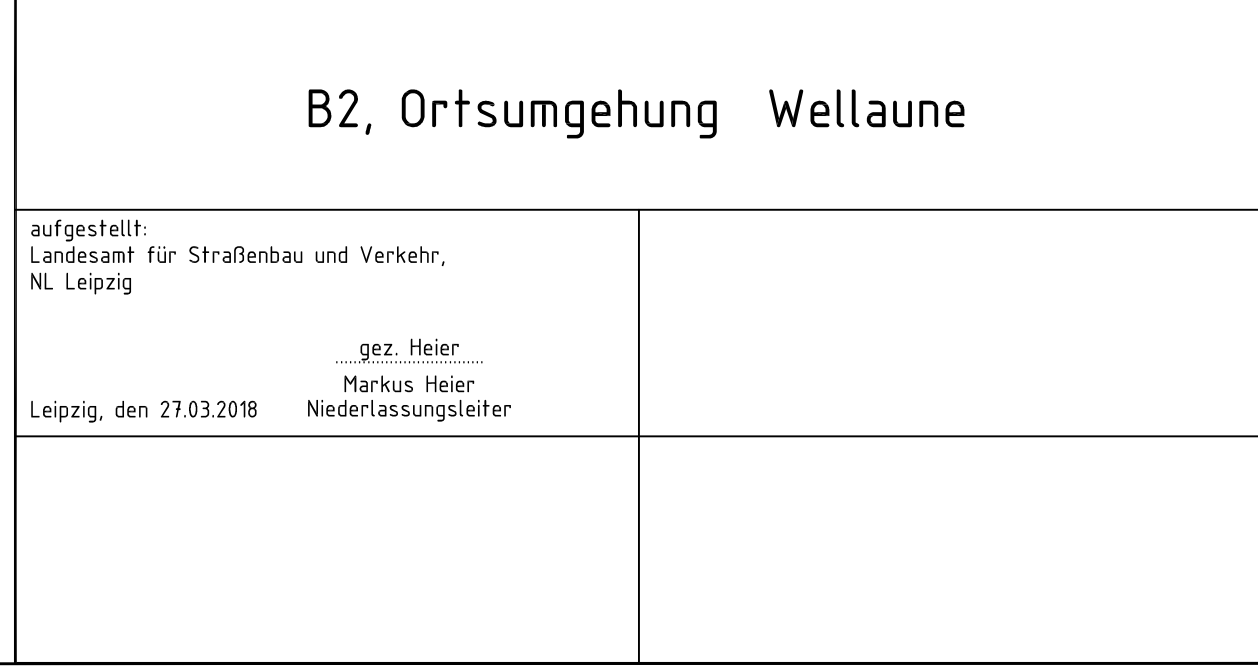 B2, Ortsumgehung Wellaune
aufgestellt:
Landesamt für Straßenbau und Verkehr,
NL Leipzig
gez. Heier
Markus Heier
Leipzig, den 27.03.2018 Niederlassungsleiter